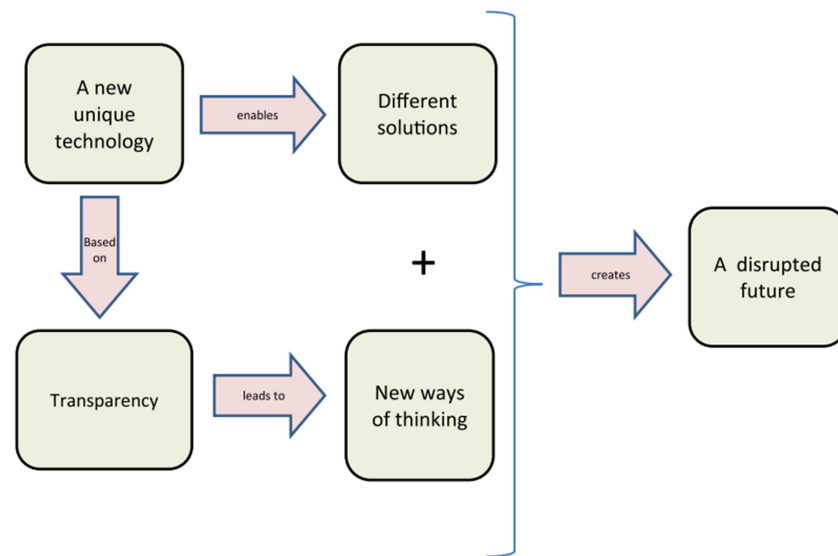 A new
unique
technology
enables
Different
solutions
Based
on
+
creates
A disrupted
future
Transparency
leads to
New ways
of thinking